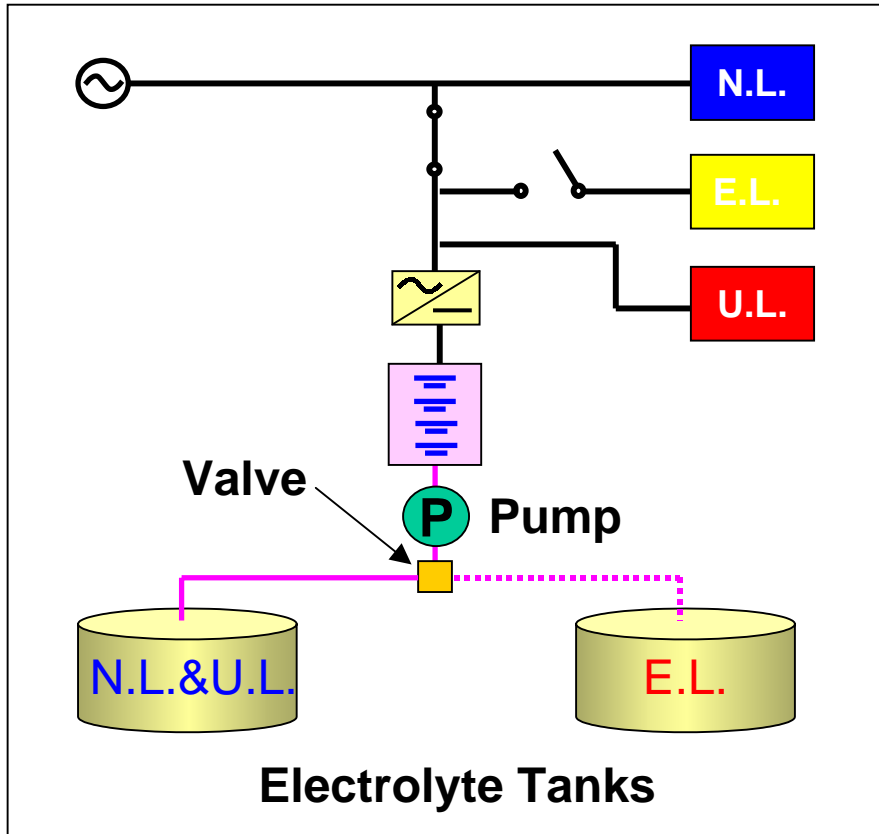 N.L.
E.L.
U.L.
Valve
P
Pump
N.L.&U.L.
E.L.
Electrolyte Tanks